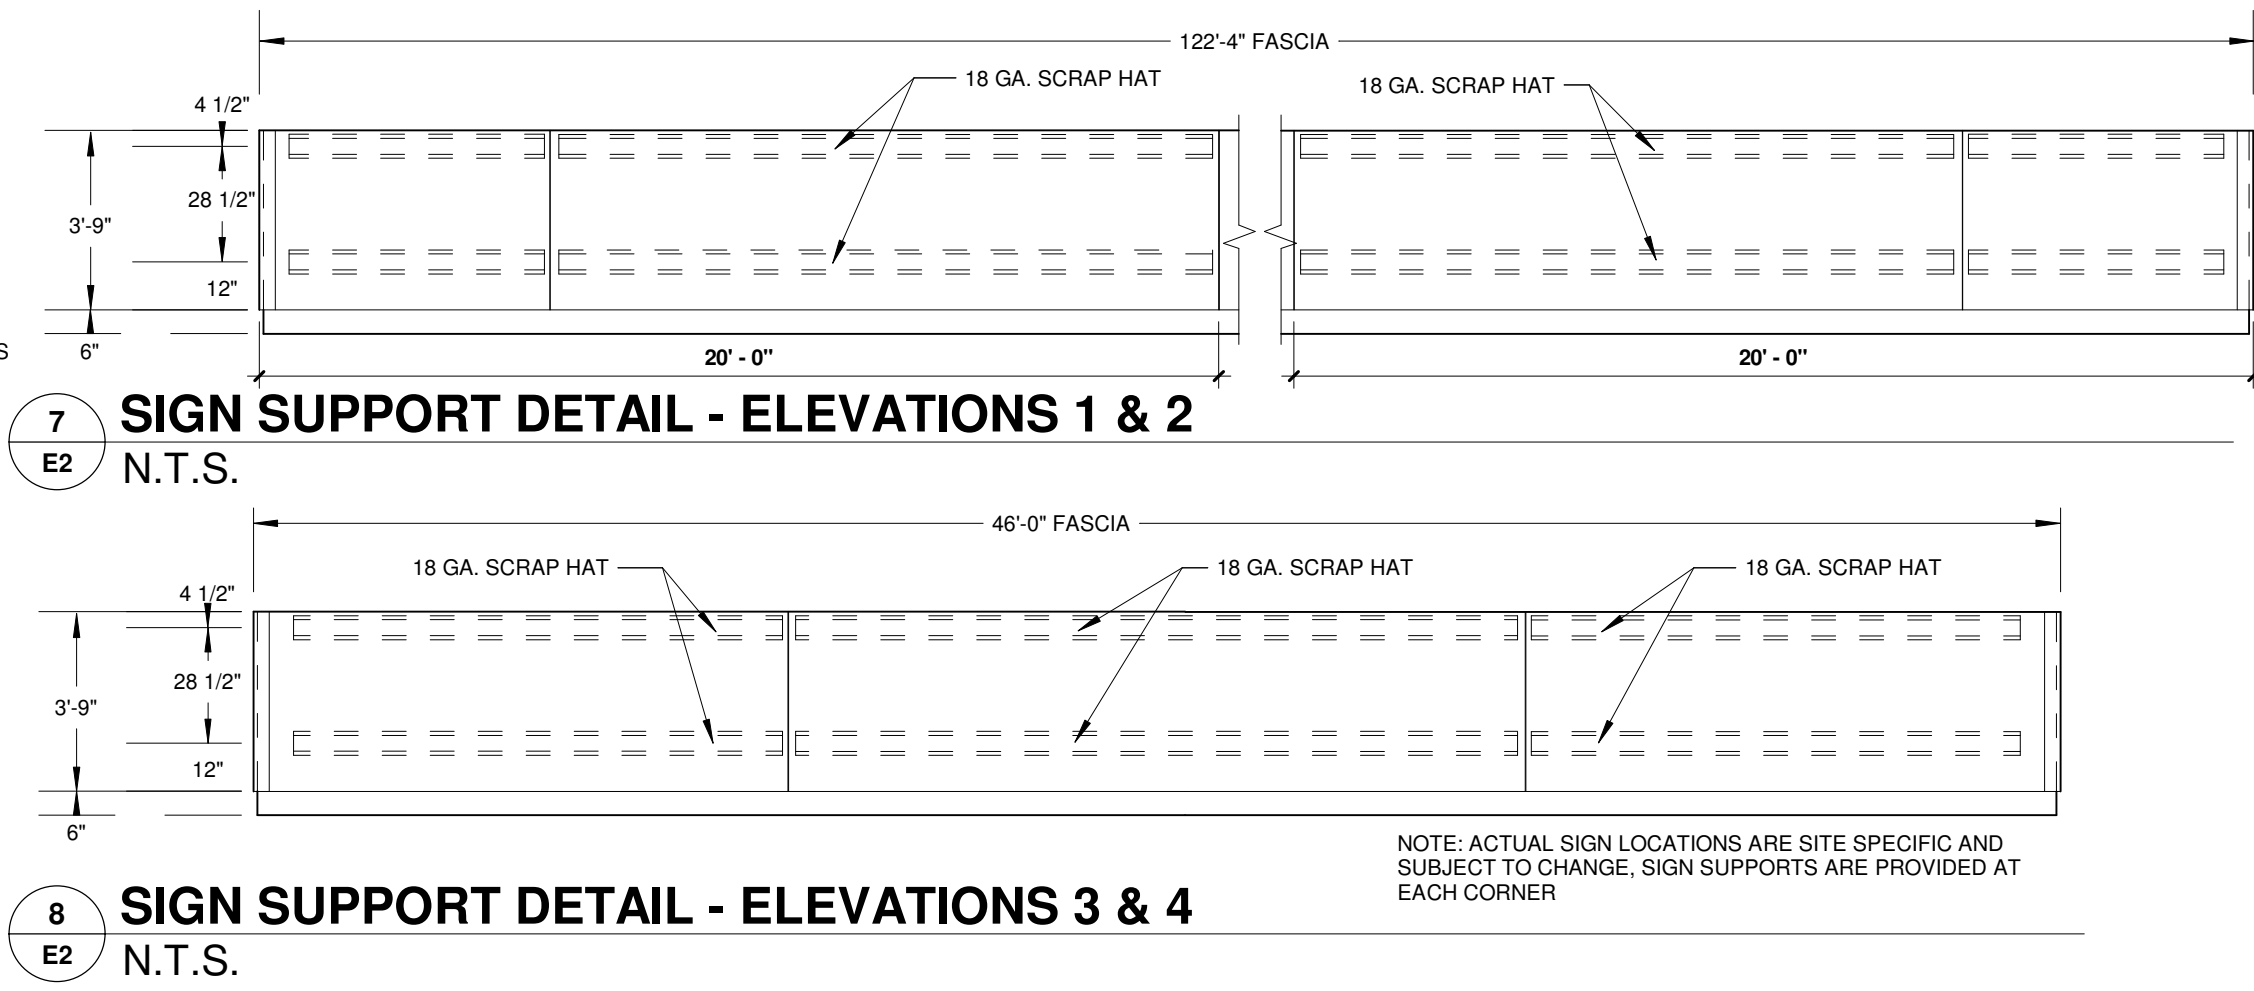 122'-4" FASCIA
18 GA. SCRAP HAT
18 GA. SCRAP HAT
4 1/2"
28 1/2"
3'-9"
12"
S
6"
20' - 0"
20' - 0"
7
E2
SIGN SUPPORT DETAIL - ELEVATIONS 1 & 2
N.T.S.
46'-0" FASCIA
18 GA. SCRAP HAT
18 GA. SCRAP HAT
18 GA. SCRAP HAT
4 1/2"
28 1/2"
3'-9"
12"
6"
NOTE: ACTUAL SIGN LOCATIONS ARE SITE SPECIFIC AND
SUBJECT TO CHANGE, SIGN SUPPORTS ARE PROVIDED AT
EACH CORNER
8
E2
SIGN SUPPORT DETAIL - ELEVATIONS 3 & 4
N.T.S.